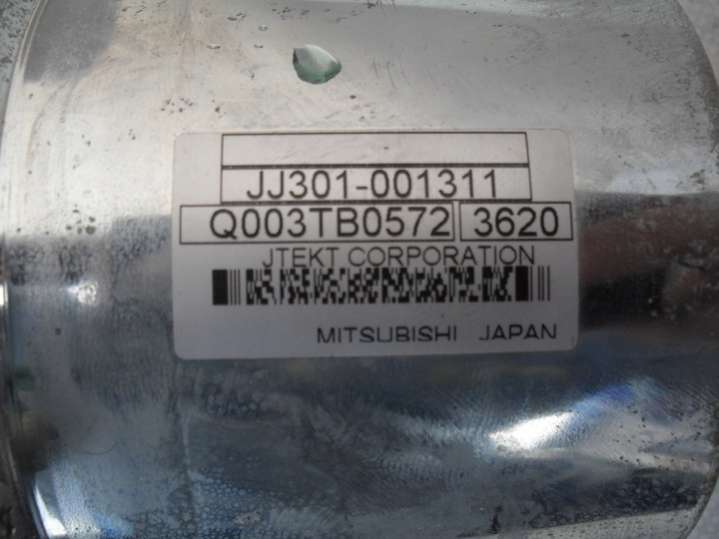 JJ301-001311
Q003TB0572 3620
JTEKT CORPORATION
MITSUBISHI JAPAN